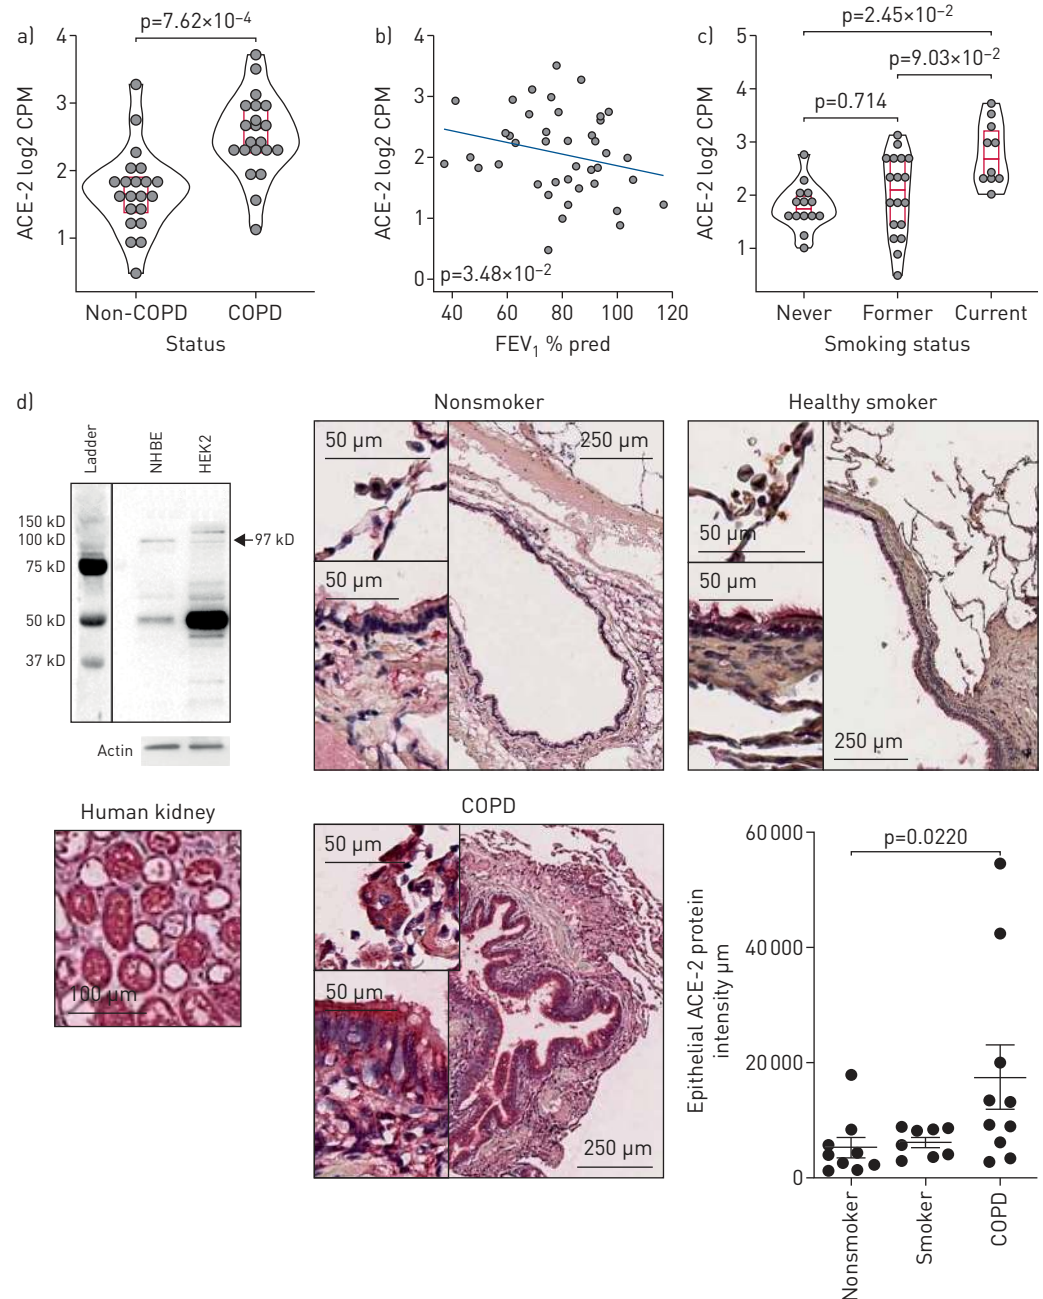 a)
p=7.62×10⁻⁴
4
3
2
1
ACE-2 log2 CPM
Non-COPD
COPD
Status
b)
4
3
2
1
0
ACE-2 log2 CPM
p=3.48×10⁻²
40
60
80
100
120
FEV₁ % pred
c)
p=2.45×10⁻²
p=9.03×10⁻²
p=0.714
5
4
3
2
1
ACE-2 log2 CPM
Never
Former
Current
Smoking status
d)
Ladder
NHBE
HEK2
150 kD
100 kD
97 kD
75 kD
50 kD
37 kD
Actin
Nonsmoker
50 µm
250 µm
50 µm
Healthy smoker
50 µm
50 µm
250 µm
Human kidney
100 µm
COPD
50 µm
50 µm
250 µm
60 000
40 000
20 000
0
Epithelial ACE-2 protein
intensity µm
p=0.0220
Nonsmoker
Smoker
COPD